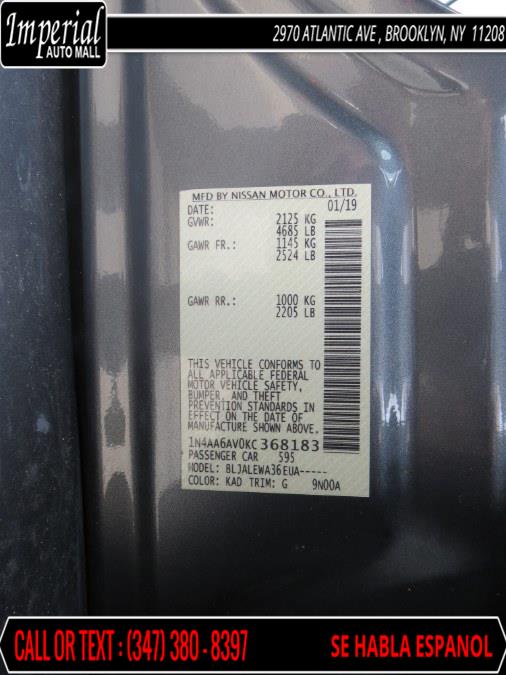 Imperial
AUTO MALL
2970 ATLANTIC AVE , BROOKLYN, NY 11208
MFD BY NISSAN MOTOR CO., LTD.
DATE: 01/19
GVWR: 2125 KG
4685 LB
GAWR FR.: 1145 KG
2524 LB
GAWR RR.: 1000 KG
2205 LB
THIS VEHICLE CONFORMS TO
ALL APPLICABLE FEDERAL
MOTOR VEHICLE SAFETY,
BUMPER, AND THEFT
PREVENTION STANDARDS IN
EFFECT ON THE DATE OF
MANUFACTURE SHOWN ABOVE.
1N4AA6AV0KC368183
PASSENGER CAR 595
MODEL: BLJALEWA36EUA-----
COLOR: KAD TRIM: G 9N00A
CALL OR TEXT : (347) 380 - 8397
SE HABLA ESPANOL